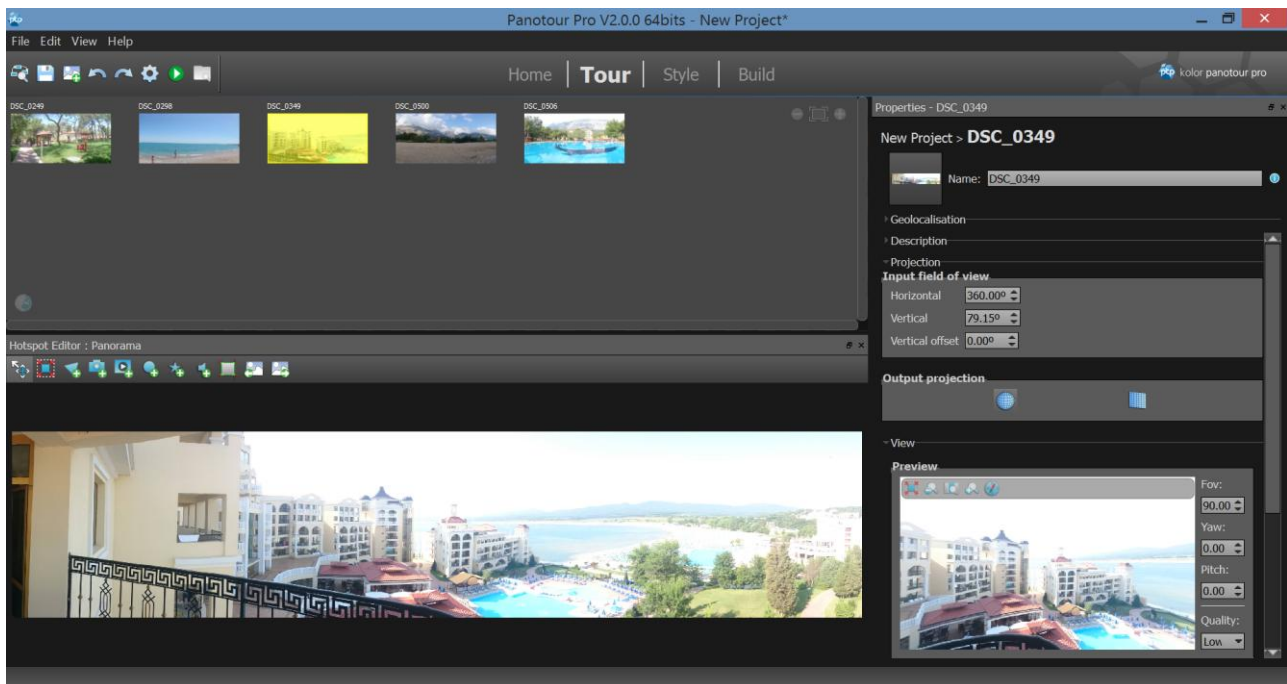 Panotour Pro V2.0.0 64bits - New Project*
File Edit View Help
Home Tour Style Build
kolor panotour pro
DSC_0249 DSC_0298 DSC_0349 DSC_0500 DSC_0506
Properties - DSC_0349
New Project > DSC_0349
Name: DSC_0349
Geolocalisation
Description
Projection
Input field of view
Horizontal 360.00º
Vertical 79.15º
Vertical offset 0.00º
Output projection
View
Preview
Fov:
90.00
Yaw:
0.00
Pitch:
0.00
Quality:
Low
Hotspot Editor : Panorama